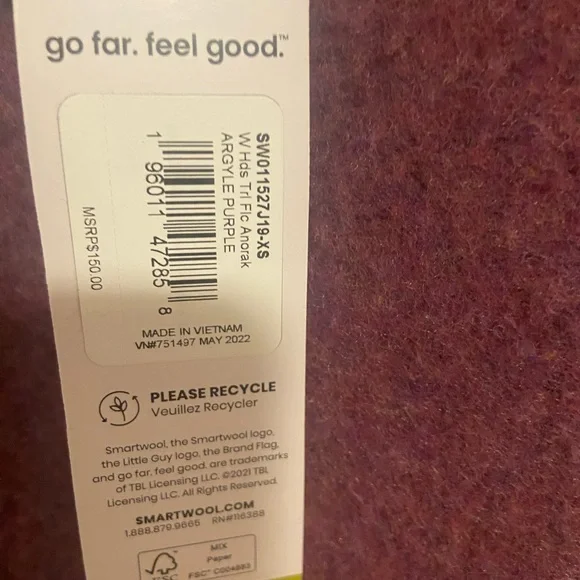 go far. feel good.™
SW011527J19-XS
W Hds Trl Flc Anorak
ARGYLE PURPLE
1 96011 47285 8
MSRP$150.00
MADE IN VIETNAM
VN#751497 MAY 2022
PLEASE RECYCLE
Veuillez Recycler
Smartwool, the Smartwool logo,
the Little Guy logo, the Brand Flag,
and go far. feel good. are trademarks
of TBL Licensing LLC. ©2021 TBL
Licensing LLC. All Rights Reserved.
SMARTWOOL.COM
1.888.879.9665 RN#116388
MIX
Paper
FSC
FSC® C004883